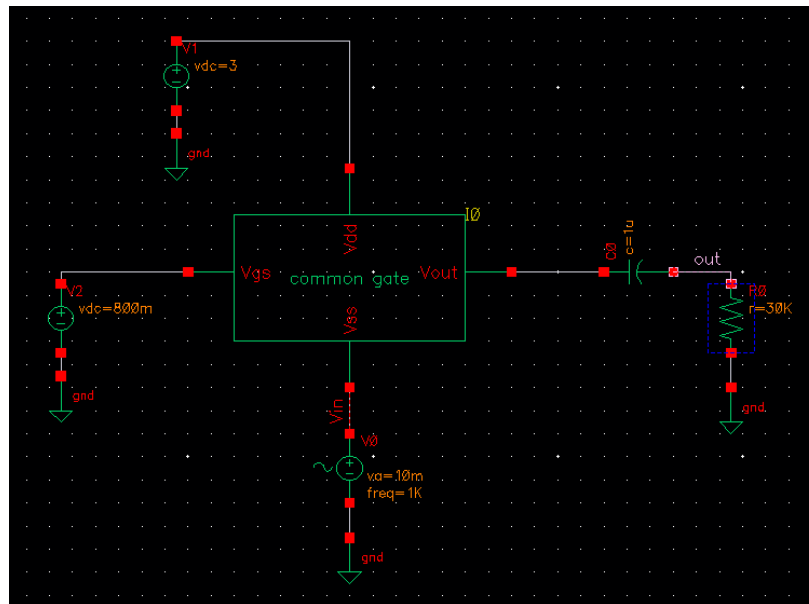 V1
vdc=3
gnd
I0
Vdd
Vgs
common gate
Vout
Vss
C0
c=1u
out
R0
r=30K
gnd
V2
vdc=800m
gnd
Vin
V0
va=10m
freq=1K
gnd